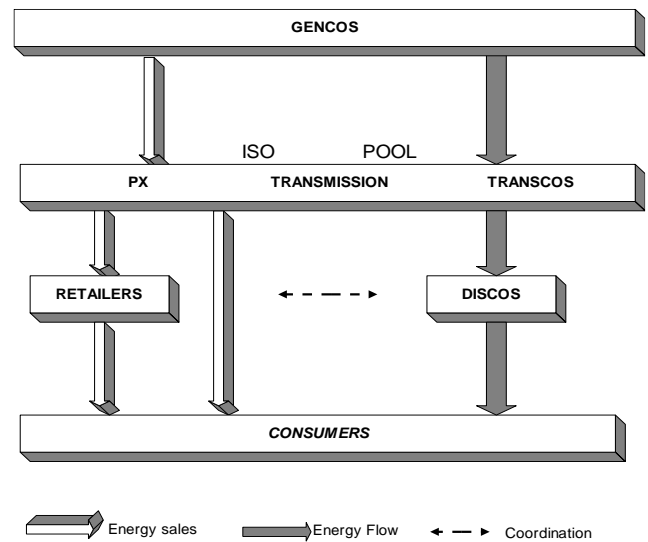 GENCOS
ISO POOL
PX TRANSMISSION TRANSCOS
RETAILERS DISCOS
CONSUMERS
Energy sales Energy Flow Coordination